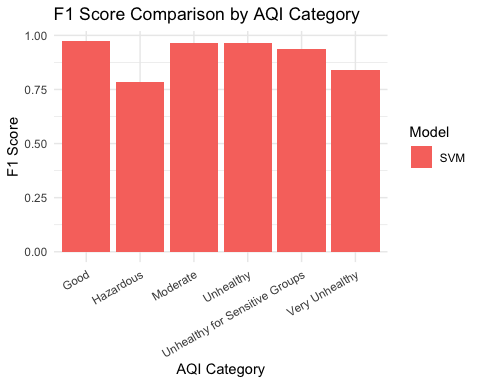 F1 Score Comparison by AQI Category
1.00
0.75
0.50
0.25
0.00
F1 Score
Good
Hazardous
Moderate
Unhealthy
Unhealthy for Sensitive Groups
Very Unhealthy
AQI Category
Model
SVM